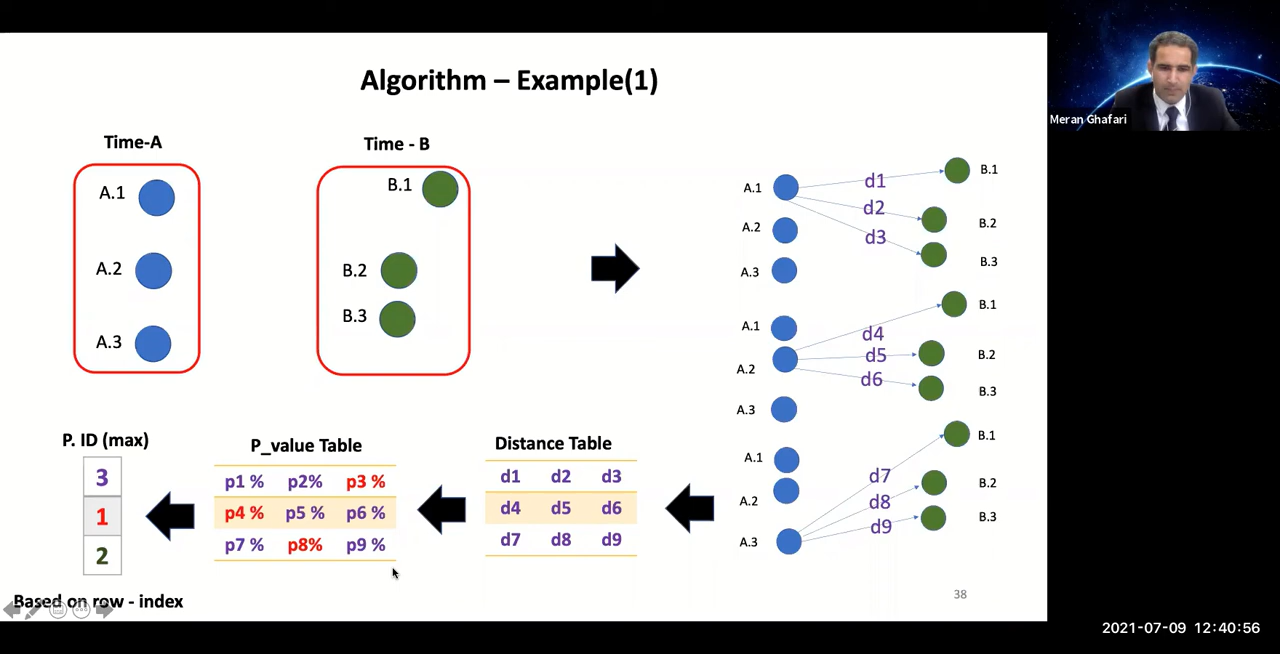 Algorithm – Example(1)
Meran Ghafari
Time-A
A.1
A.2
A.3
Time - B
B.1
B.2
B.3
A.1
A.2
A.3
d1
d2
d3
B.1
B.2
B.3
A.1
A.2
A.3
d4
d5
d6
B.1
B.2
B.3
A.1
A.2
A.3
d7
d8
d9
B.1
B.2
B.3
Distance Table
d1 d2 d3
d4 d5 d6
d7 d8 d9
P_value Table
p1 % p2% p3 %
p4 % p5 % p6 %
p7 % p8% p9 %
P. ID (max)
3
1
2
Based on row - index
38
2021-07-09 12:40:56